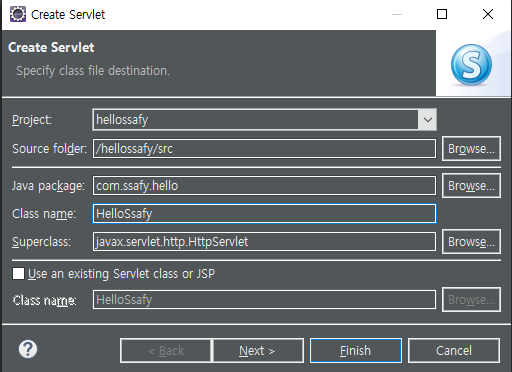 Create Servlet
Create Servlet
Specify class file destination.
S
Project: hellossafy
Source folder: /hellossafy/src Browse...
Java package: com.ssafy.hello Browse...
Class name: HelloSsafy
Superclass: javax.servlet.http.HttpServlet Browse...
Use an existing Servlet class or JSP
Class name: HelloSsafy Browse...
? < Back Next > Finish Cancel